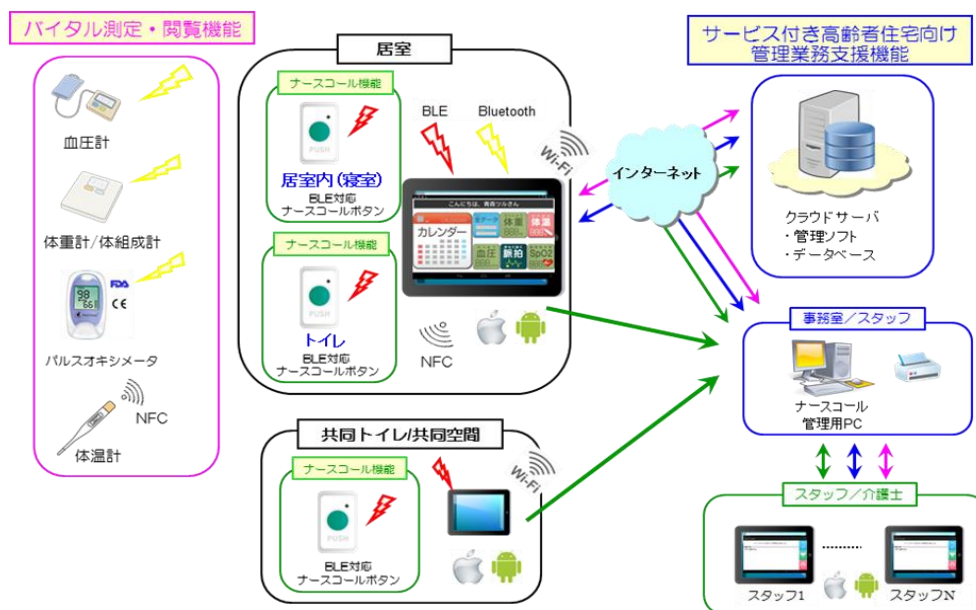 バイタル測定・閲覧機能
血圧計
体重計/体組成計
FDA
CE
98
661
パルスオキシメータ
NFC
体温計
居室
ナースコール機能
PUSH
居室内(寝室)
BLE対応
ナースコールボタン
ナースコール機能
PUSH
トイレ
BLE対応
ナースコールボタン
BLE
Bluetooth
Wi-Fi
カレンダー
体重
体温
血圧
脈拍
SpO2
NFC
共同トイレ/共同空間
ナースコール機能
PUSH
BLE対応
ナースコールボタン
Wi-Fi
インターネット
サービス付き高齢者住宅向け
管理業務支援機能
クラウドサーバ
・管理ソフト
・データベース
事務室/スタッフ
ナースコール
管理用PC
スタッフ/介護士
スタッフ1
スタッフN